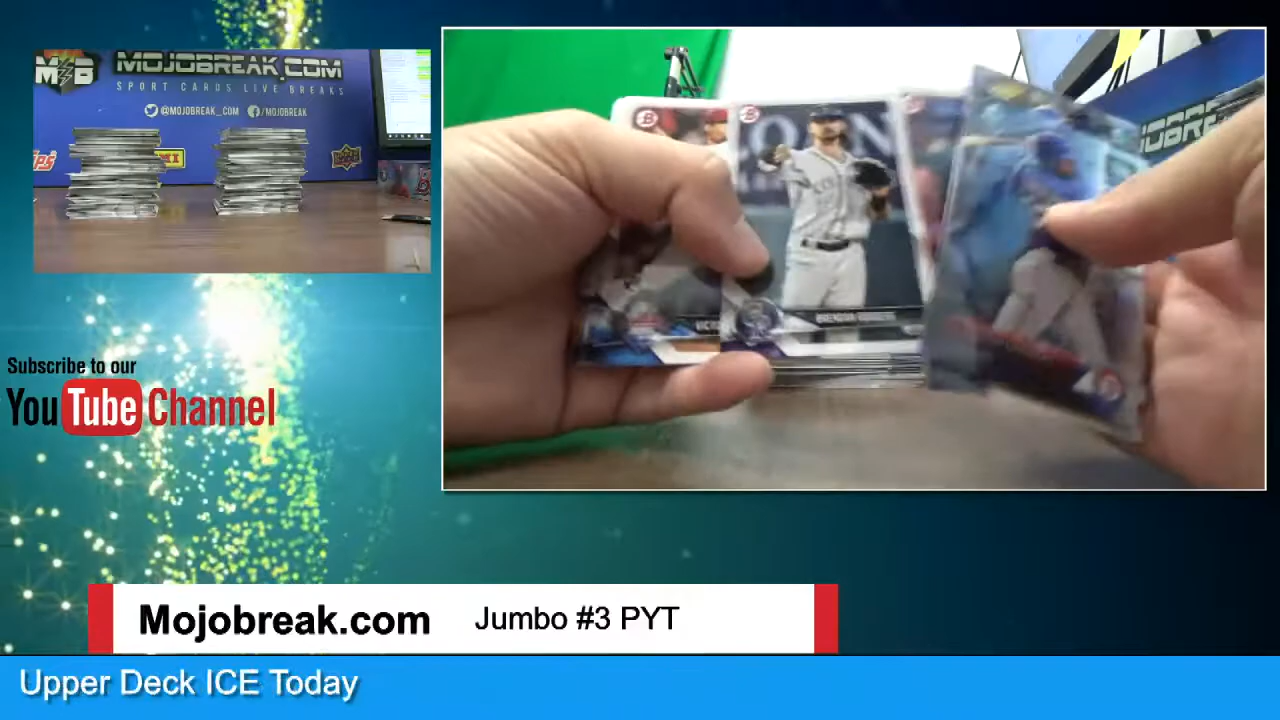 MOJOBREAK.COM
SPORT CARDS LIVE BREAKS
@MOJOBREAK_COM
/MOJOBREAK
Subscribe to our
YouTube Channel
Mojobreak.com
Jumbo #3 PYT
Upper Deck ICE Today